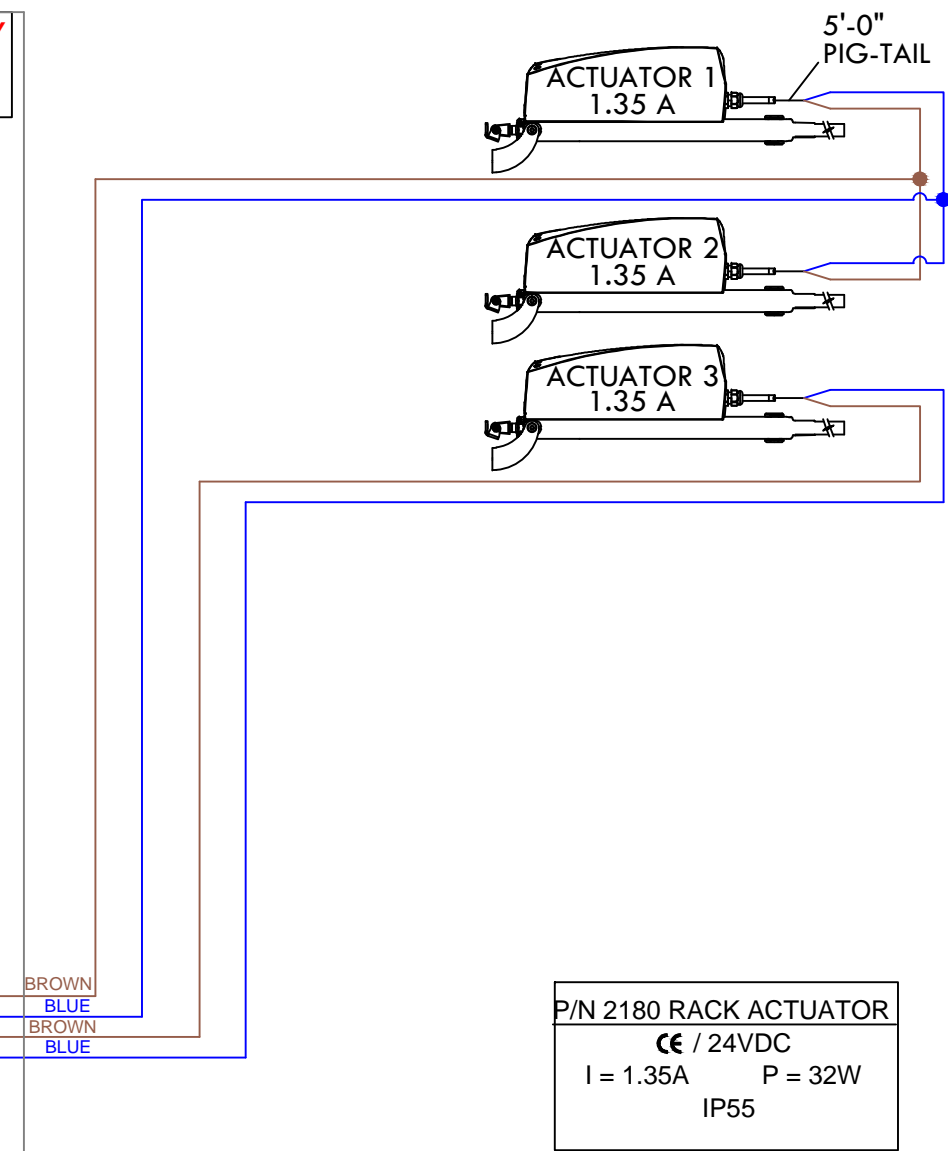 5'-0"
PIG-TAIL
ACTUATOR 1
1.35 A
ACTUATOR 2
1.35 A
ACTUATOR 3
1.35 A
BROWN
BLUE
BROWN
BLUE
P/N 2180 RACK ACTUATOR
CE / 24VDC
I = 1.35A P = 32W
IP55